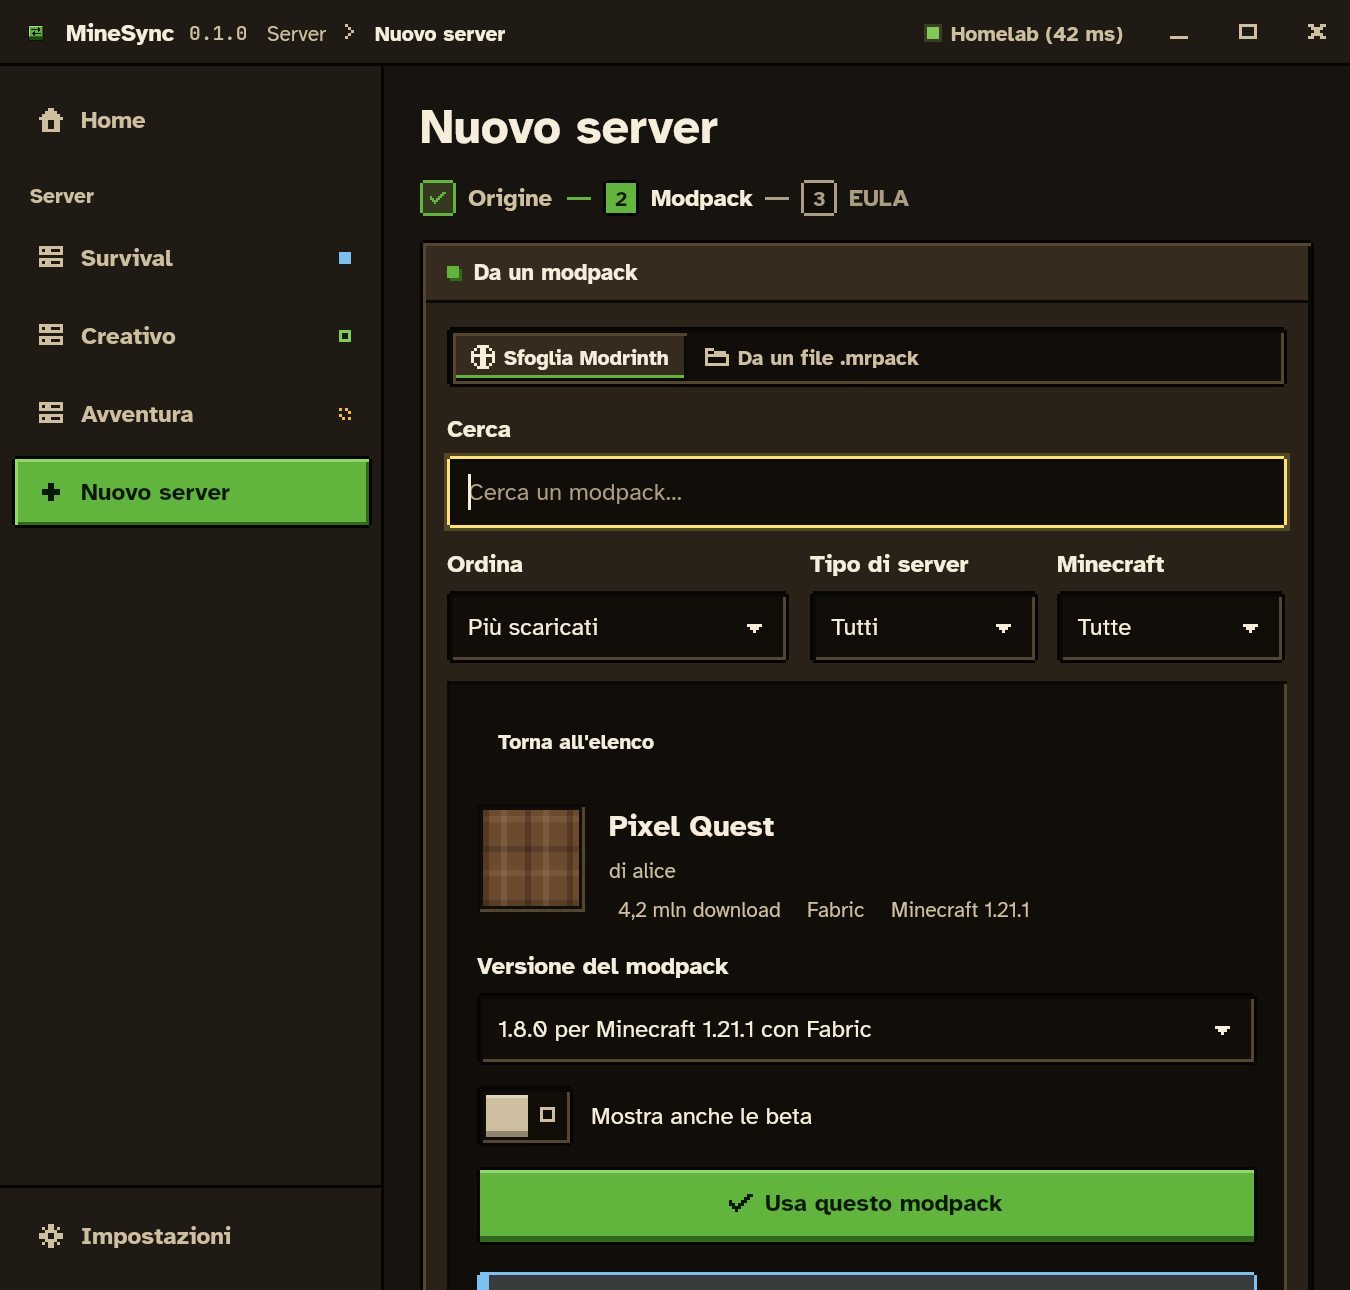 MineSync 0.1.0 Server Nuovo server Homelab (42 ms)
Home
Server
Survival
Creativo
Avventura
Nuovo server
Impostazioni
Nuovo server
Origine 2 Modpack 3 EULA
Da un modpack
Sfoglia Modrinth Da un file .mrpack
Cerca
Cerca un modpack...
Ordina Tipo di server Minecraft
Più scaricati Tutti Tutte
Torna all'elenco
Pixel Quest
di alice
4,2 mln download Fabric Minecraft 1.21.1
Versione del modpack
1.8.0 per Minecraft 1.21.1 con Fabric
Mostra anche le beta
Usa questo modpack